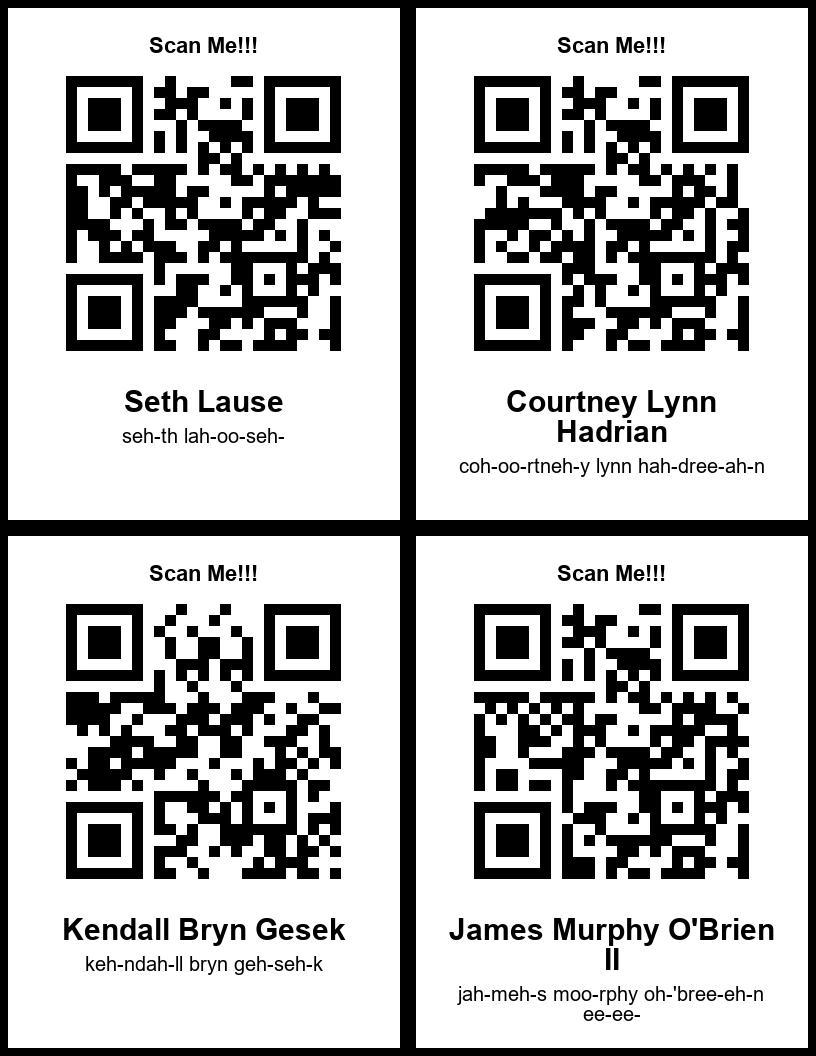 Scan Me!!!
Seth Lause
seh-th lah-oo-seh-
Scan Me!!!
Courtney Lynn
Hadrian
coh-oo-rtneh-y lynn hah-dree-ah-n
Scan Me!!!
Kendall Bryn Gesek
keh-ndah-ll bryn geh-seh-k
Scan Me!!!
James Murphy O'Brien
II
jah-meh-s moo-rphy oh-'bree-eh-n
ee-ee-